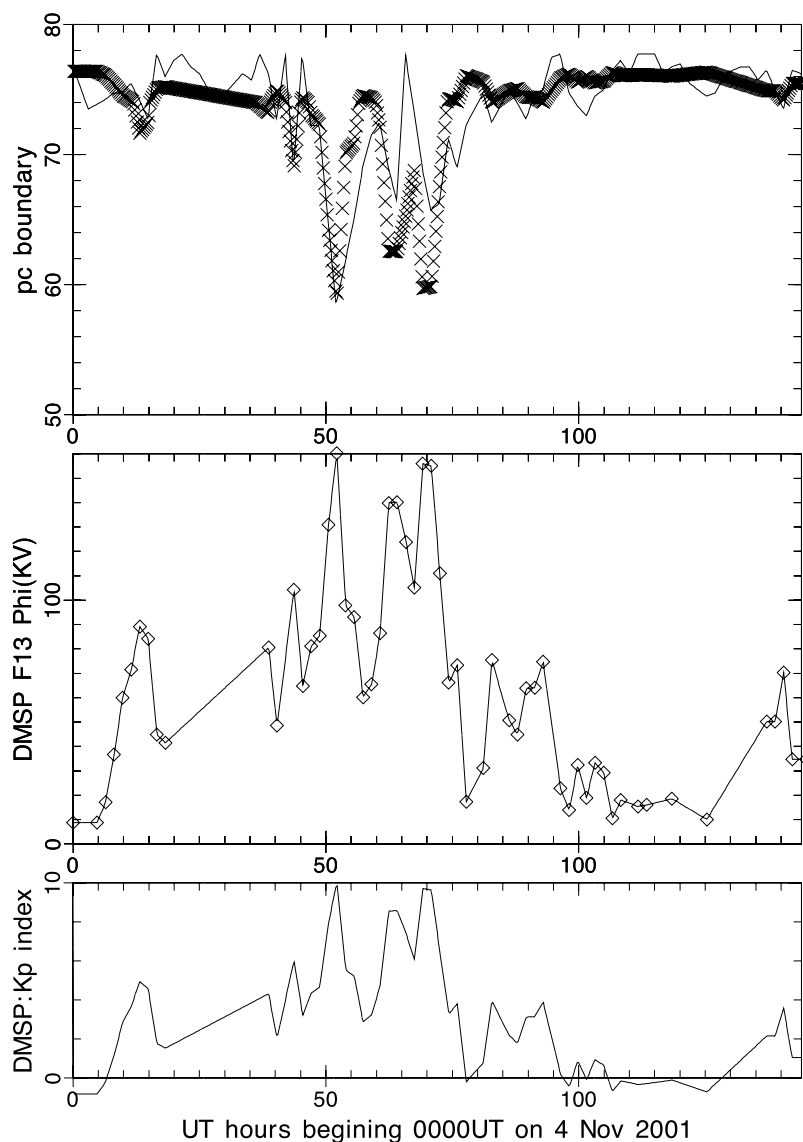 80
70
60
50
pc boundary
0 50 100
100
0
DMSP F13 Phi(KV)
0 50 100
10
0
DMSP:Kp index
0 50 100
UT hours begining 0000UT on 4 Nov 2001